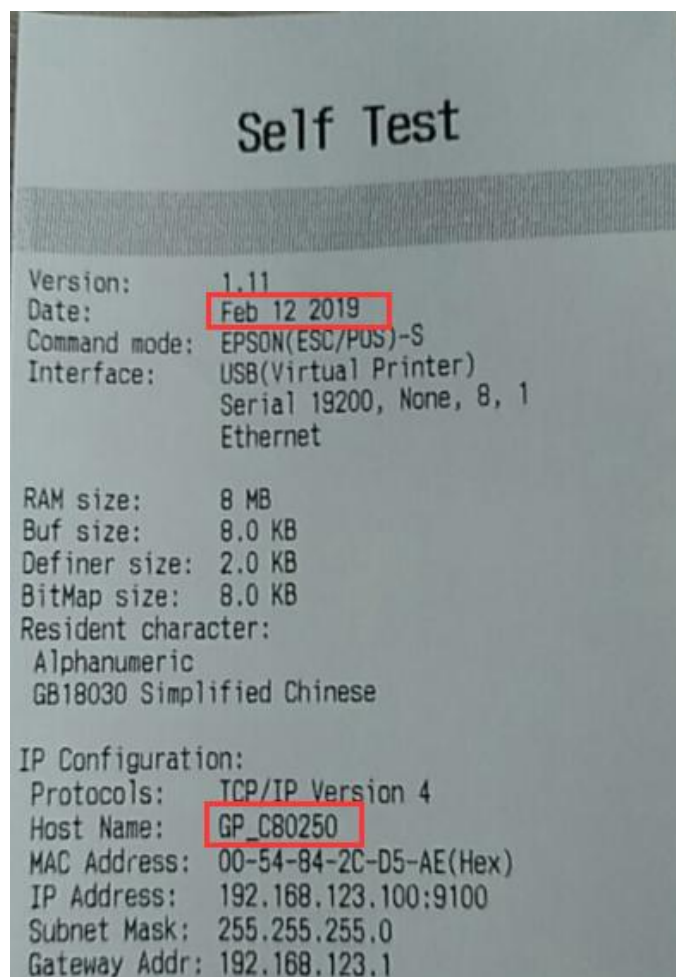 Self Test
Version: 1.11
Date: Feb 12 2019
Command mode: EPSON(ESC/POS)-S
Interface: USB(Virtual Printer)
Serial 19200, None, 8, 1
Ethernet
RAM size: 8 MB
Buf size: 8.0 KB
Definer size: 2.0 KB
BitMap size: 8.0 KB
Resident character:
Alphanumeric
GB18030 Simplified Chinese
IP Configuration:
Protocols: TCP/IP Version 4
Host Name: GP_C80250
MAC Address: 00-54-84-2C-D5-AE(Hex)
IP Address: 192.168.123.100:9100
Subnet Mask: 255.255.255.0
Gateway Addr: 192.168.123.1